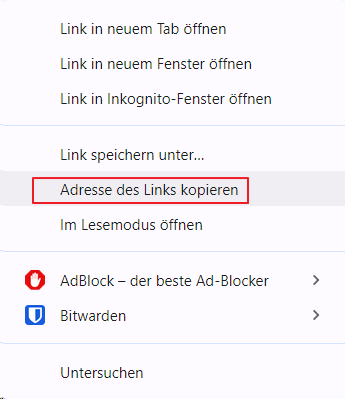 Link in neuem Tab öffnen
Link in neuem Fenster öffnen
Link in Inkognito-Fenster öffnen
Link speichern unter...
Adresse des Links kopieren
Im Lesemodus öffnen
AdBlock – der beste Ad-Blocker
Bitwarden
Untersuchen